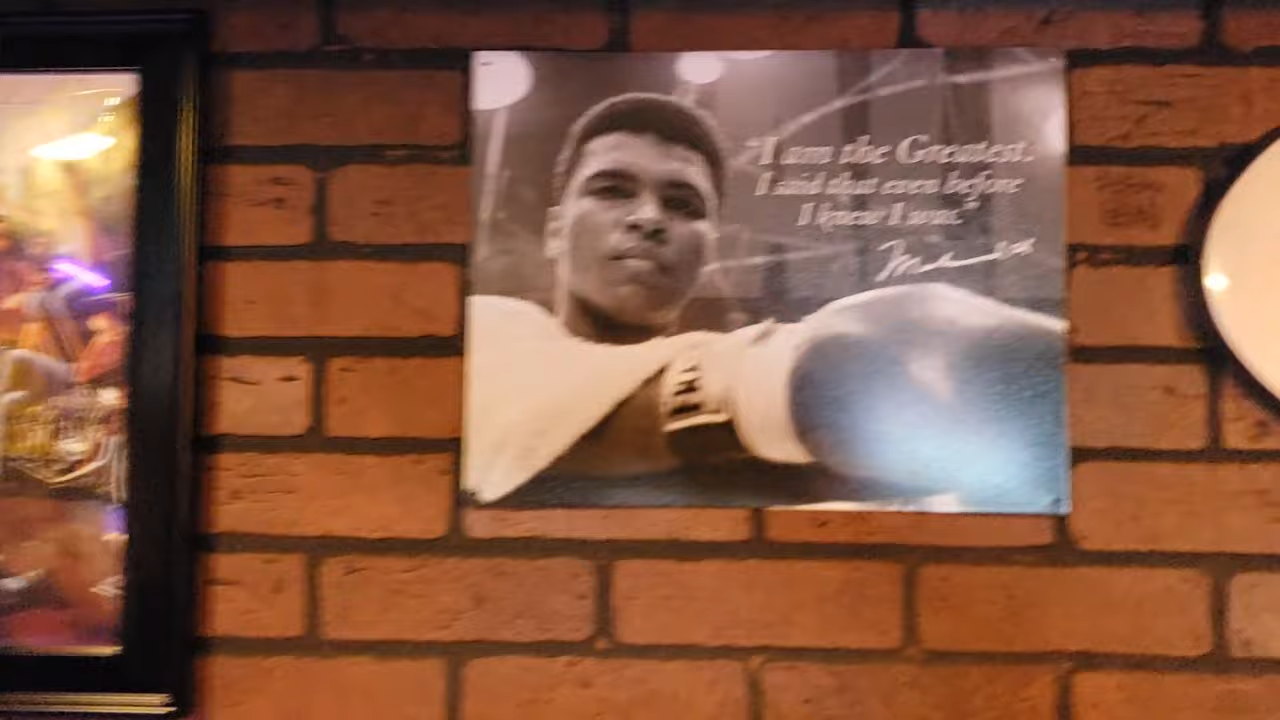 "I am the Greatest.
I said that even before
I knew I was."